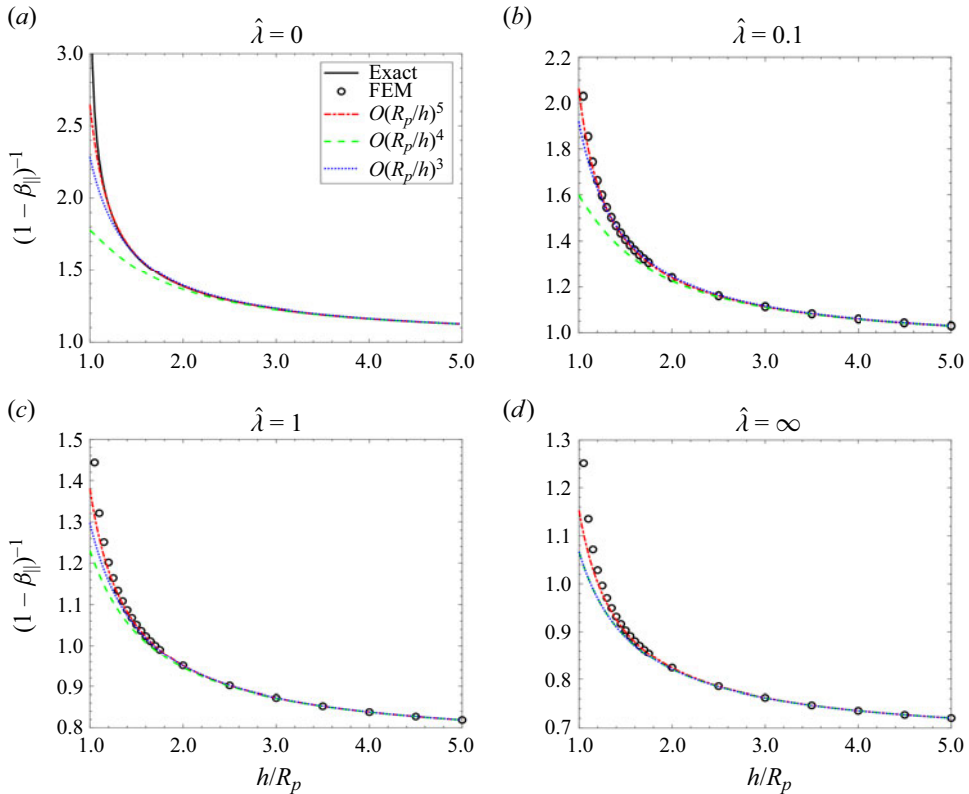 (a)
λ̂ = 0
(1 − β||)⁻¹
3.0
2.5
2.0
1.5
1.0
Exact
FEM
O(Rp/h)⁵
O(Rp/h)⁴
O(Rp/h)³
1.0 2.0 3.0 4.0 5.0
(b)
λ̂ = 0.1
2.2
2.0
1.8
1.6
1.4
1.2
1.0
1.0 2.0 3.0 4.0 5.0
(c)
λ̂ = 1
(1 − β||)⁻¹
1.5
1.4
1.3
1.2
1.1
1.0
0.9
0.8
1.0 2.0 3.0 4.0 5.0
h/Rp
(d)
λ̂ = ∞
1.3
1.2
1.1
1.0
0.9
0.8
0.7
1.0 2.0 3.0 4.0 5.0
h/Rp